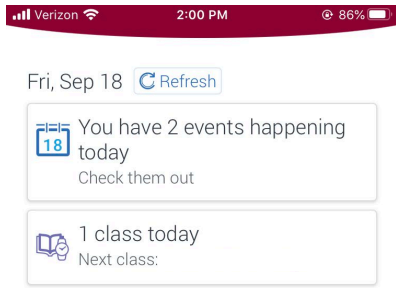 Verizon 2:00 PM 86%
Fri, Sep 18 Refresh
18
You have 2 events happening
today
Check them out
1 class today
Next class: